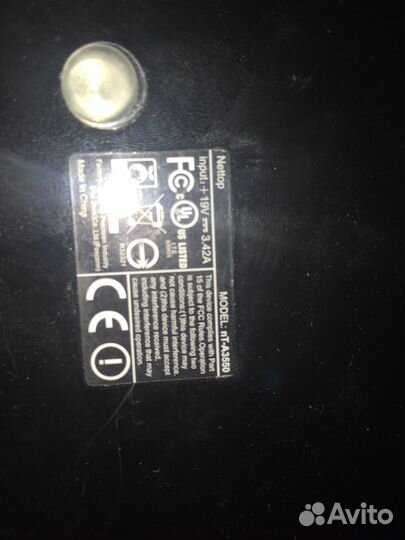 Nettop
MODEL: nT-A3550
Input: + 19V 3.42A
FC
c UL US LISTED
I.T.E.
This device complies with Part
15 of the FCC Rules Operation
is subject to the following two
conditions:(1)this device may
not cause harmful interference,
and (2)this device must accept
any interference received,
including interference that may
cause undesired operation.
CE
Made in China
Avito